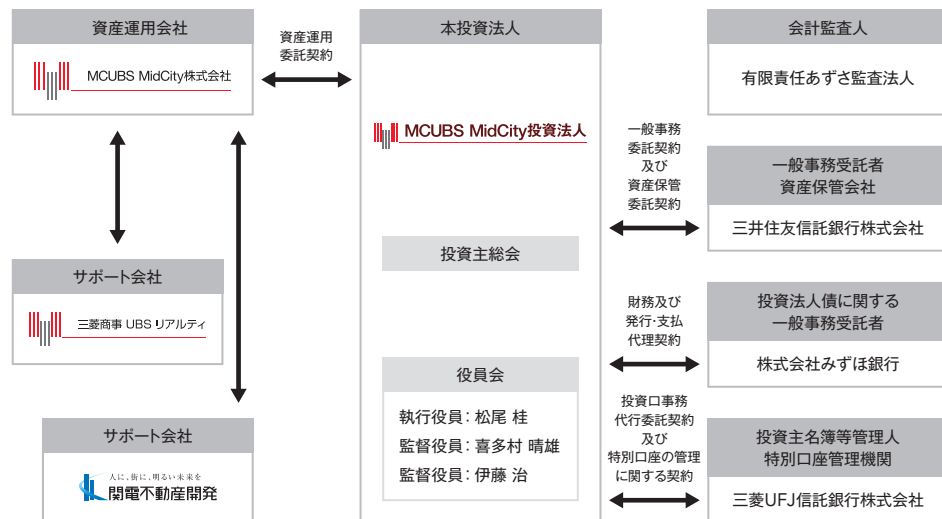 資産運用会社
MCUBS MidCity株式会社
資産運用
委託契約
サポート会社
三菱商事 UBS リアルティ
サポート会社
人に、街に、明るい未来を
関電不動産開発
本投資法人
MCUBS MidCity投資法人
投資主総会
役員会
執行役員：松尾 桂
監督役員：喜多村 晴雄
監督役員：伊藤 治
一般事務
委託契約
及び
資産保管
委託契約
財務及び
発行・支払
代理契約
投資口事務
代行委託契約
及び
特別口座の管理
に関する契約
会計監査人
有限責任あずさ監査法人
一般事務受託者
資産保管会社
三井住友信託銀行株式会社
投資法人債に関する
一般事務受託者
株式会社みずほ銀行
投資主名簿等管理人
特別口座管理機関
三菱UFJ信託銀行株式会社